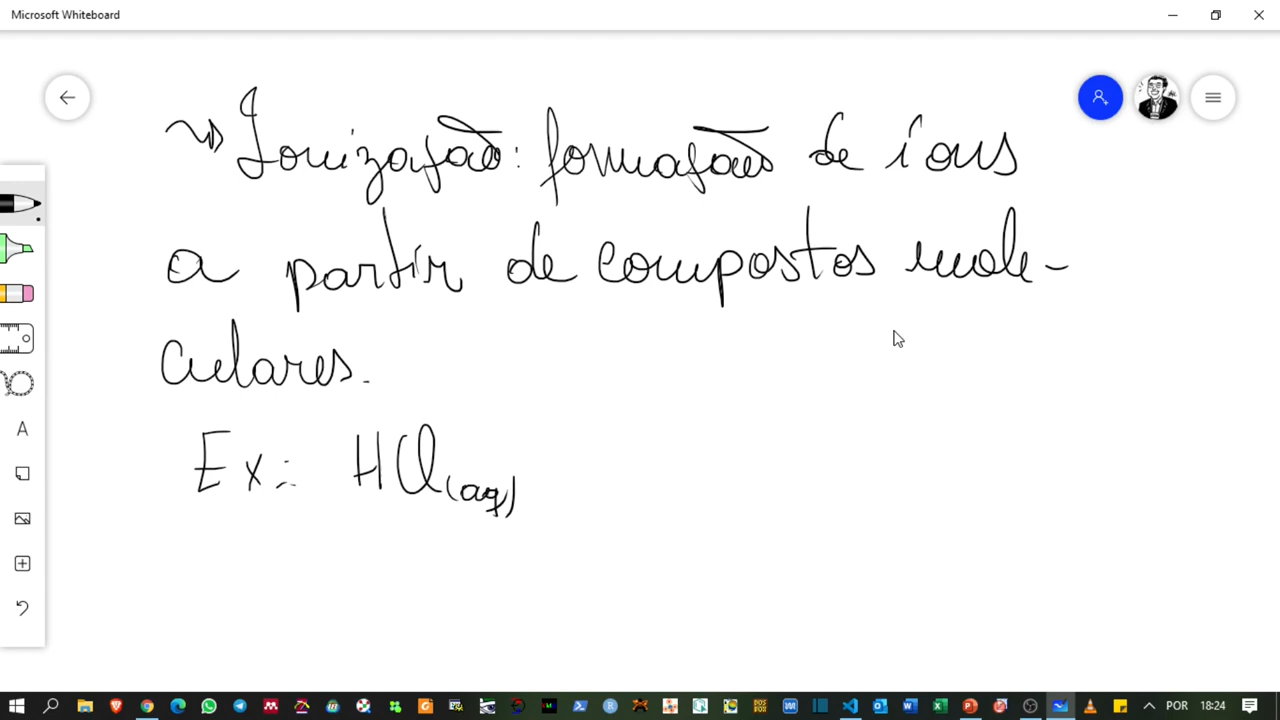 Microsoft Whiteboard
Ionização: formação de íons
a partir de compostos mole-
culares.
Ex: HCl(aq)
A
POR 18:24